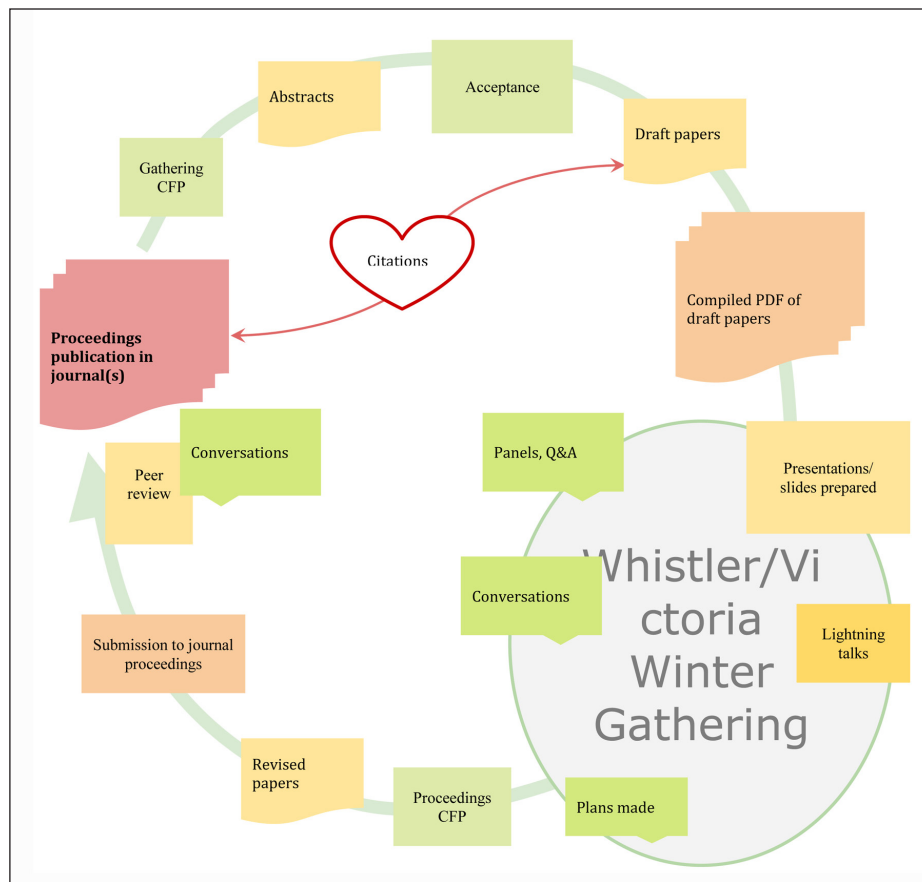 Abstracts
Acceptance
Draft papers
Gathering
CFP
Citations
Compiled PDF of
draft papers
Proceedings
publication in
journal(s)
Conversations
Peer
review
Panels, Q&A
Presentations/
slides prepared
Whistler/Vi
ctoria
Winter
Gathering
Conversations
Lightning
talks
Submission to journal
proceedings
Revised
papers
Proceedings
CFP
Plans made